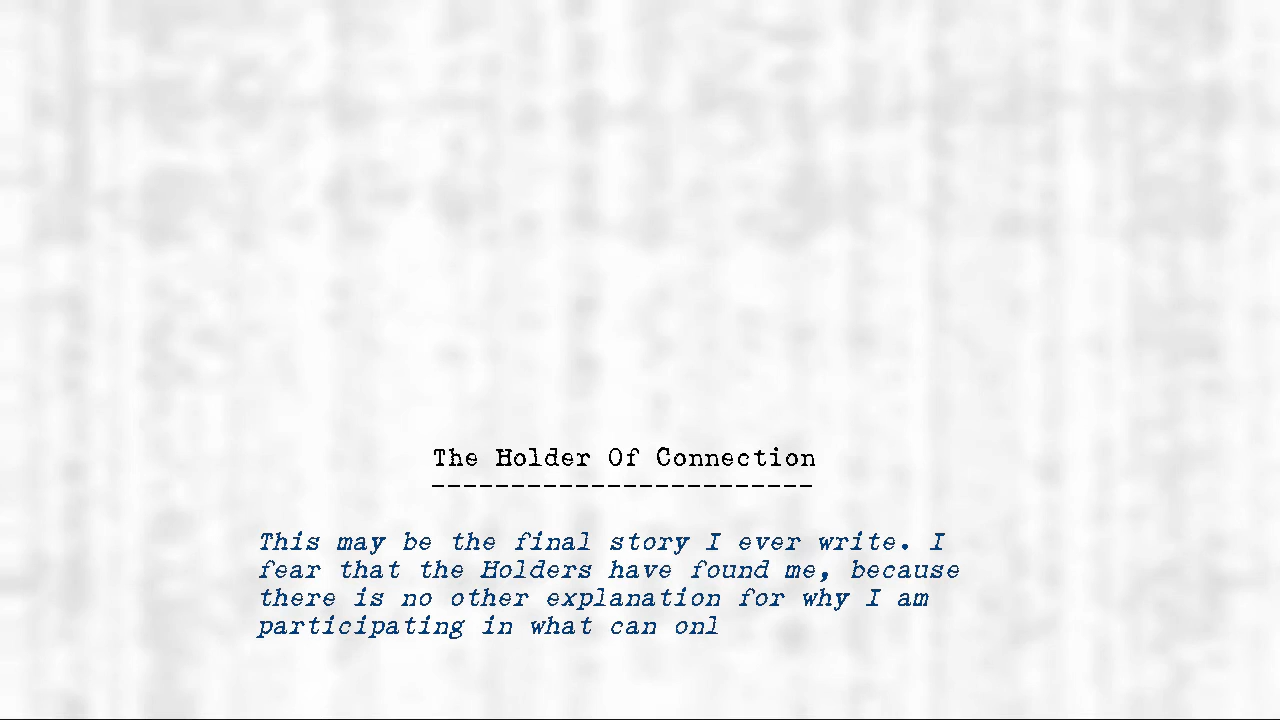 The Holder Of Connection
------------------------
This may be the final story I ever write. I
fear that the Holders have found me, because
there is no other explanation for why I am
participating in what can onl